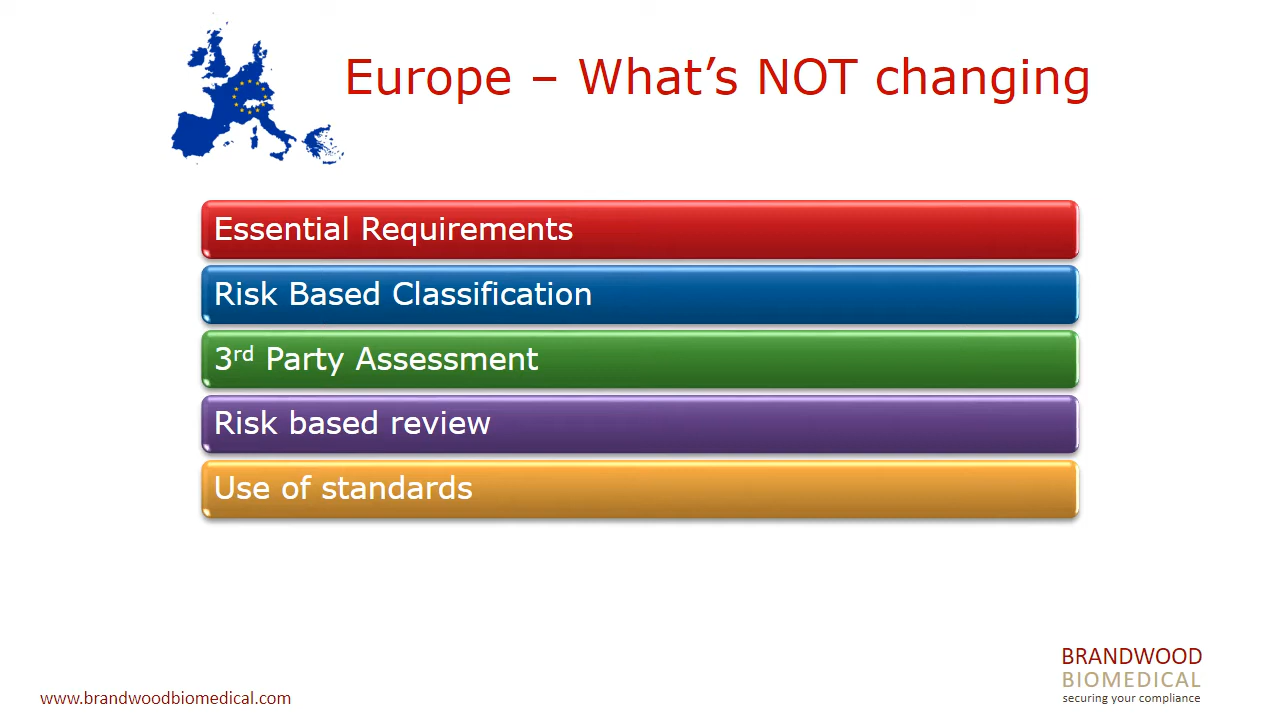 Europe – What’s NOT changing
Essential Requirements
Risk Based Classification
3rd Party Assessment
Risk based review
Use of standards
BRANDWOOD
BIOMEDICAL
securing your compliance
www.brandwoodbiomedical.com